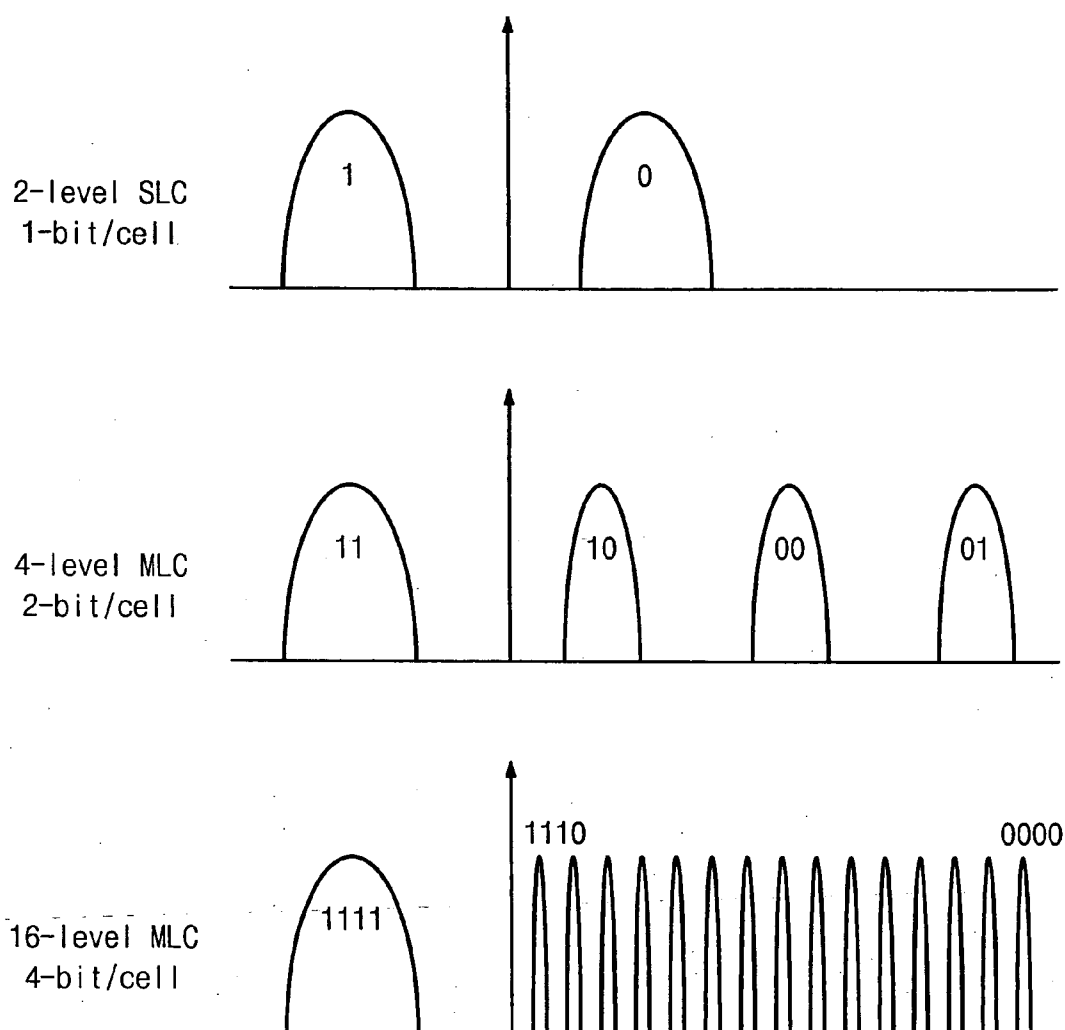 2-level SLC
1-bit/cell
1
0
4-level MLC
2-bit/cell
11
10
00
01
16-level MLC
4-bit/cell
1111
1110
0000